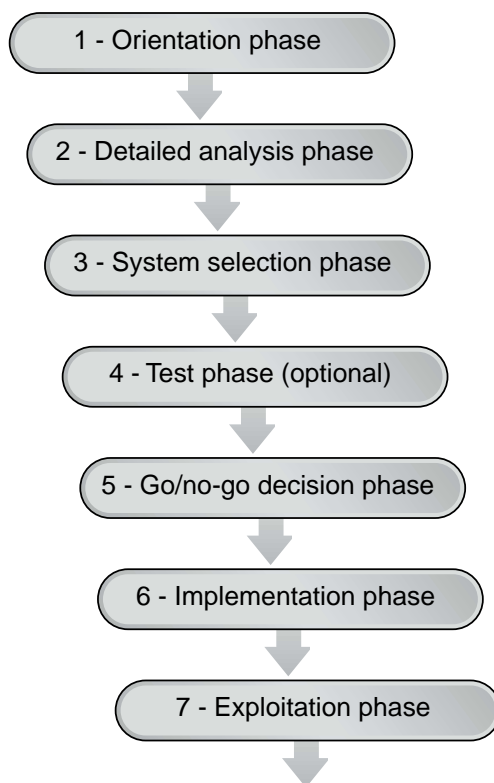 1 - Orientation phase
2 - Detailed analysis phase
3 - System selection phase
4 - Test phase (optional)
5 - Go/no-go decision phase
6 - Implementation phase
7 - Exploitation phase